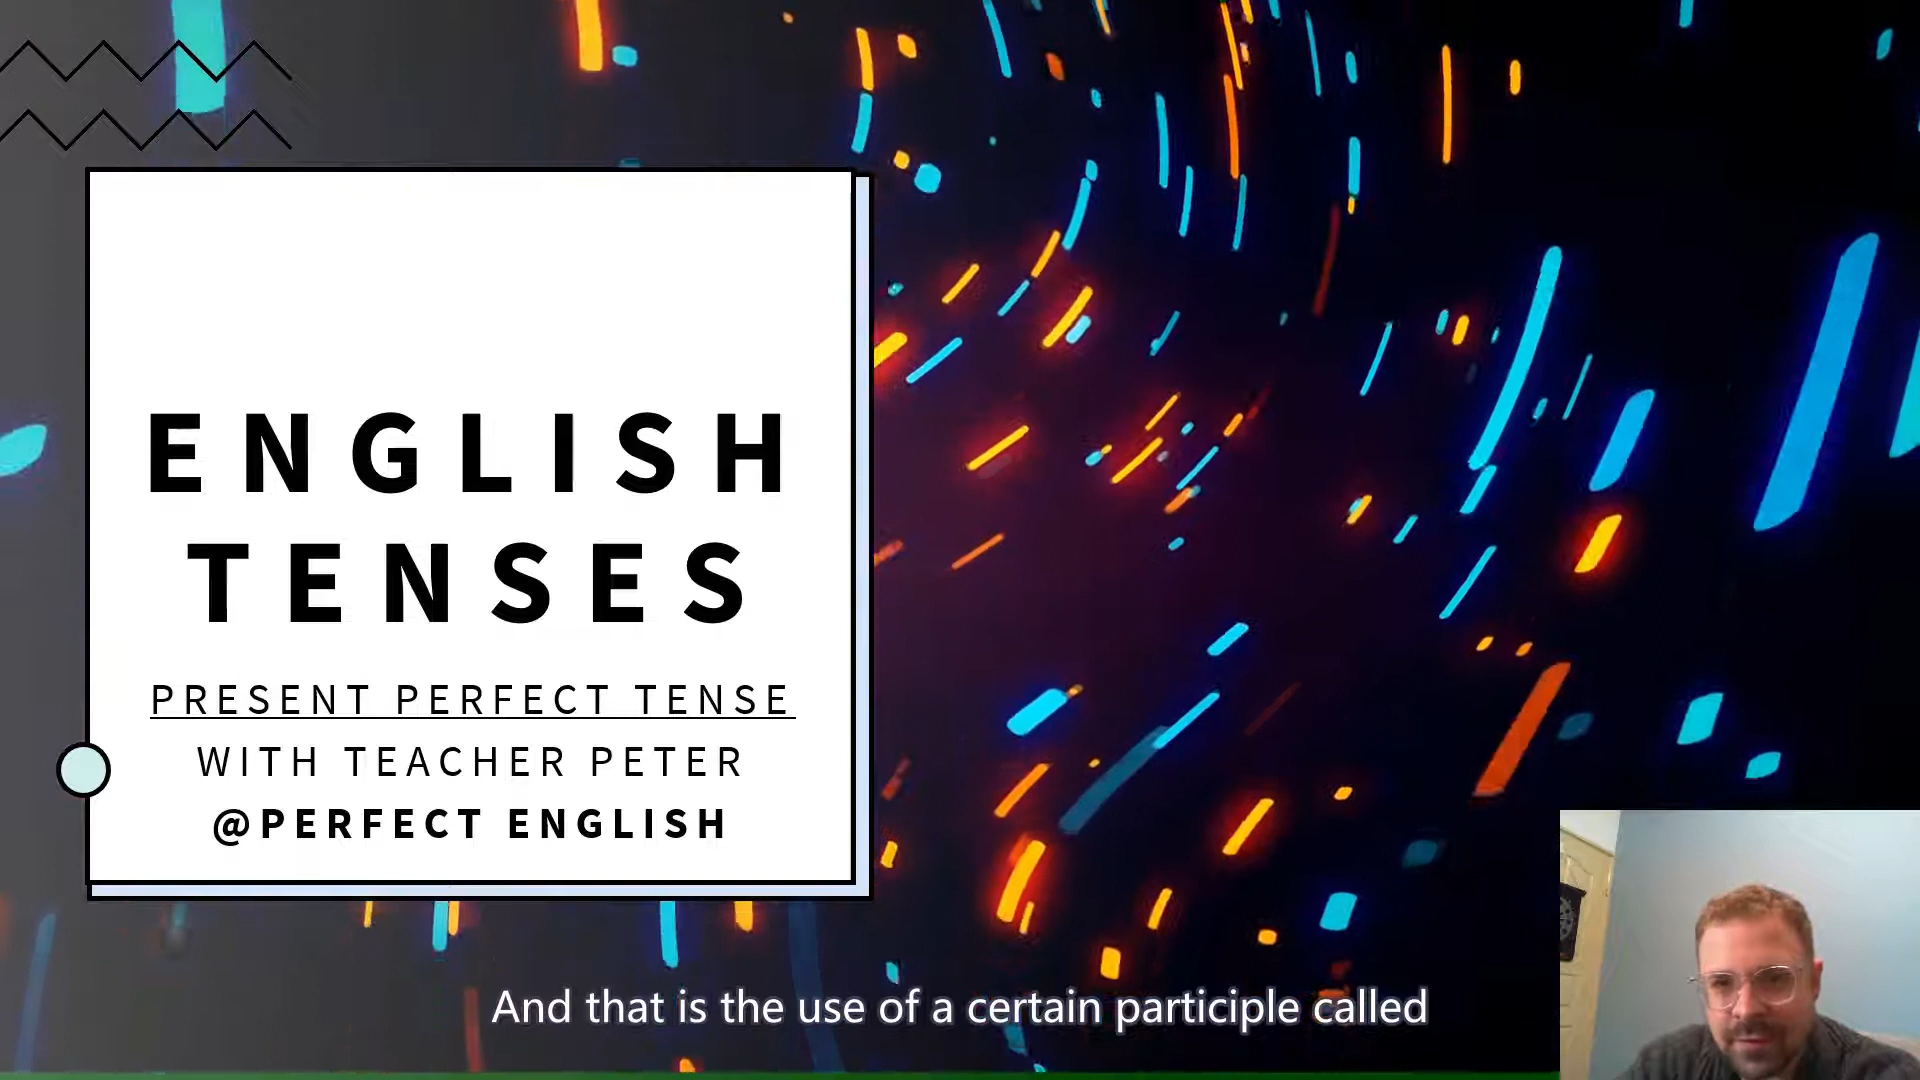 ENGLISH
TENSES
PRESENT PERFECT TENSE
WITH TEACHER PETER
@PERFECT ENGLISH
And that is the use of a certain participle called